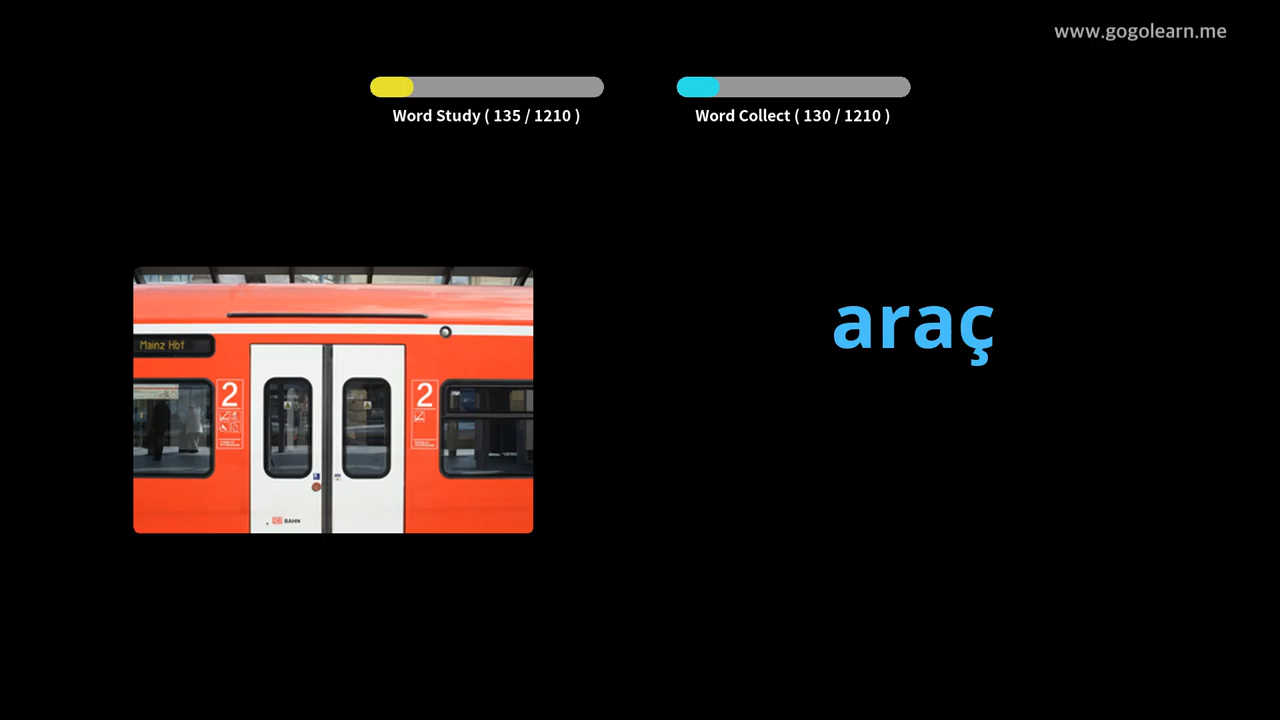 www.gogolearn.me
Word Study ( 135 / 1210 )
Word Collect ( 130 / 1210 )
araç
Mainz Hbf
2
2
DB BAHN